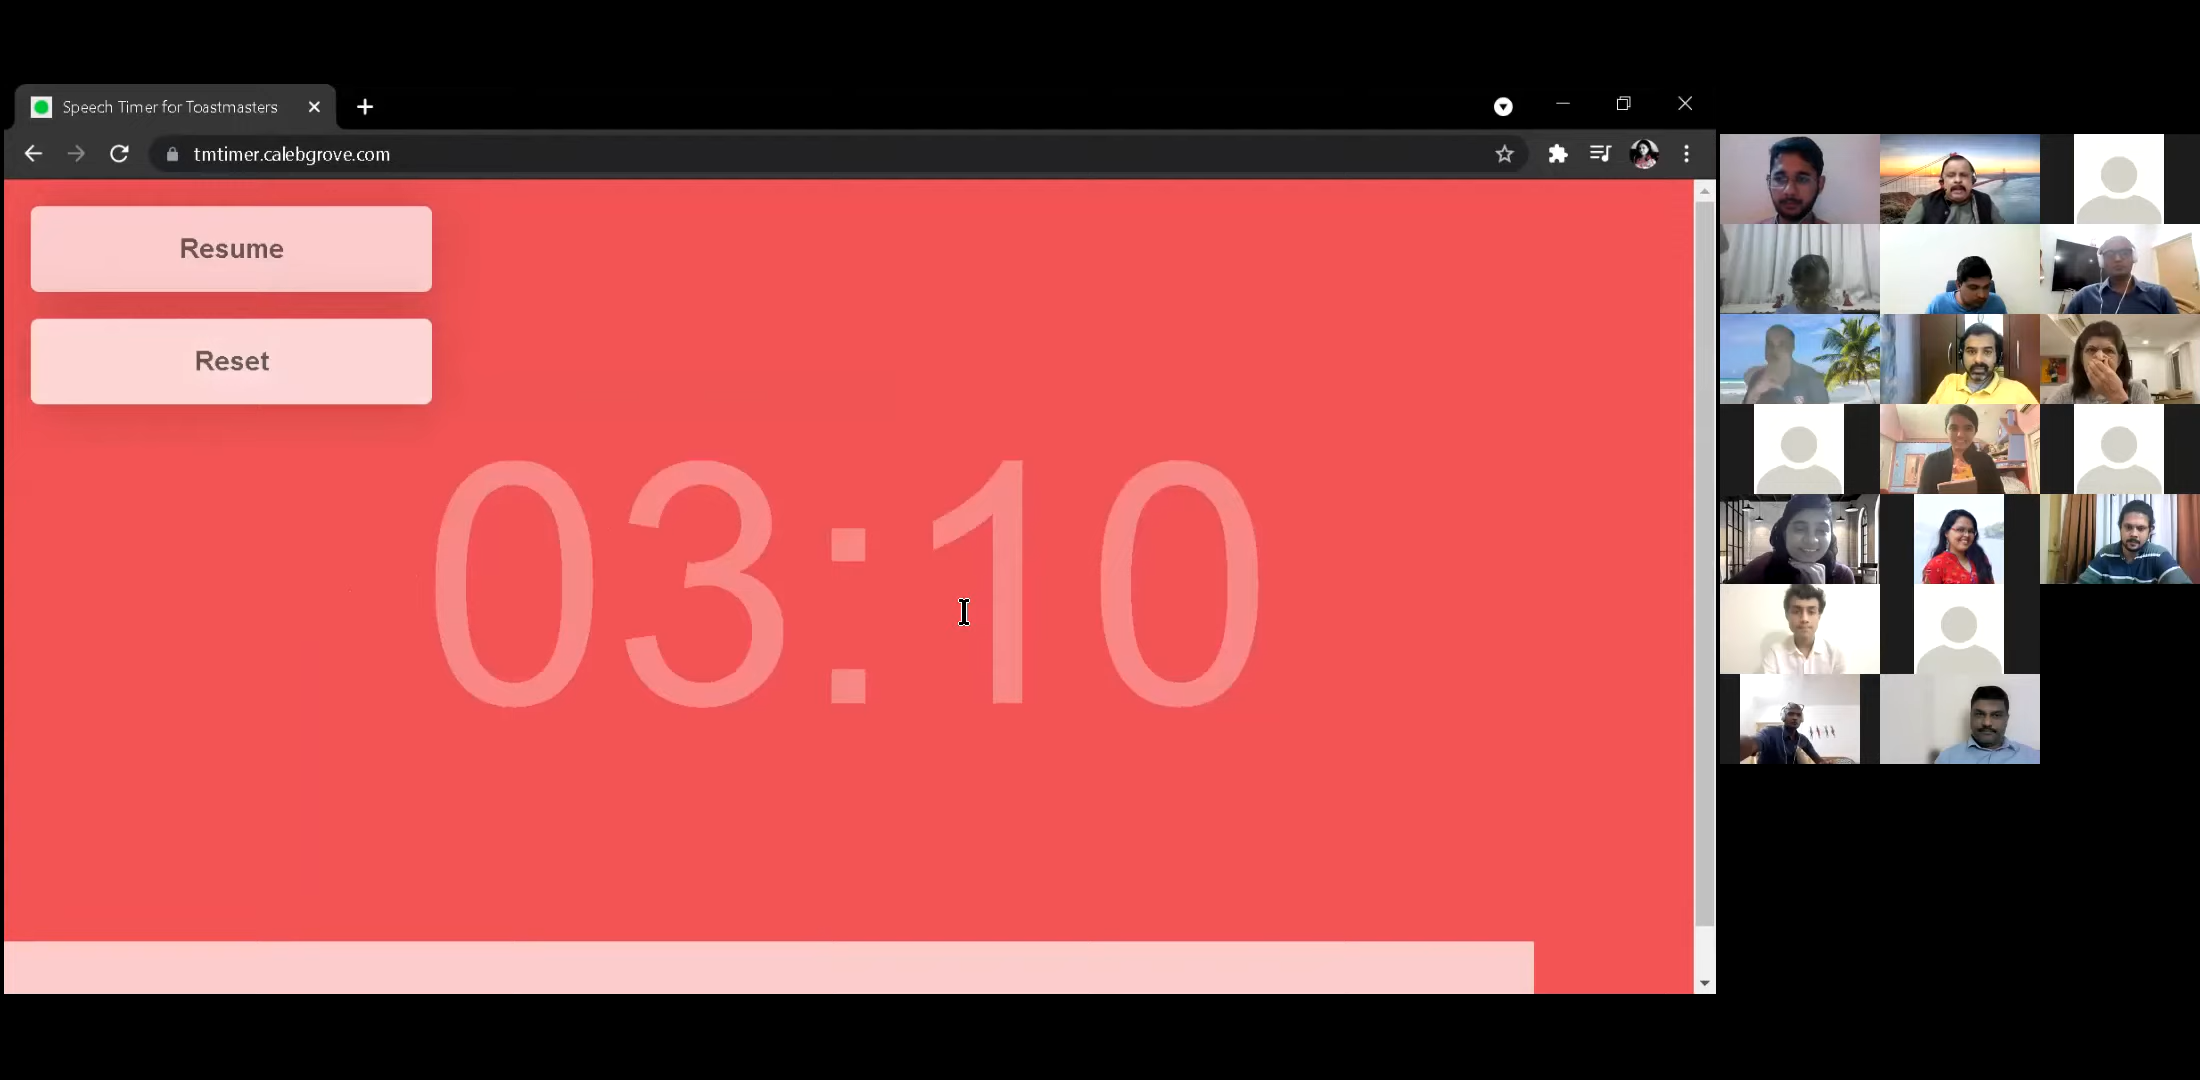 Speech Timer for Toastmasters
tmtimer.calebgrove.com
Resume
Reset
03:10